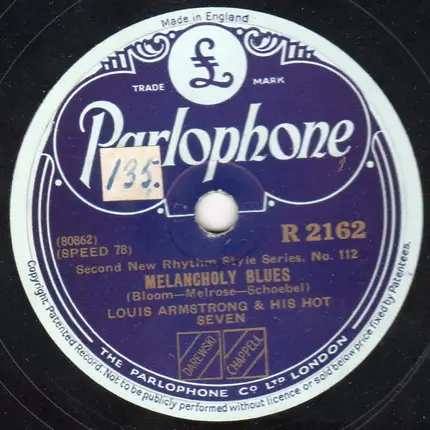 Made in England
£
TRADE MARK
Parlophone
135.
(80862)
(SPEED 78)
R 2162
Second New Rhythm Style Series, No. 112
MELANCHOLY BLUES
(Bloom—Melrose—Schoebel)
LOUIS ARMSTRONG & HIS HOT
SEVEN
DAREWSKI
CHAPPELL
THE PARLOPHONE CO LTD LONDON
Copyright, Patented Record. Not to be publicly performed without licence or sold below price fixed by Patentees.